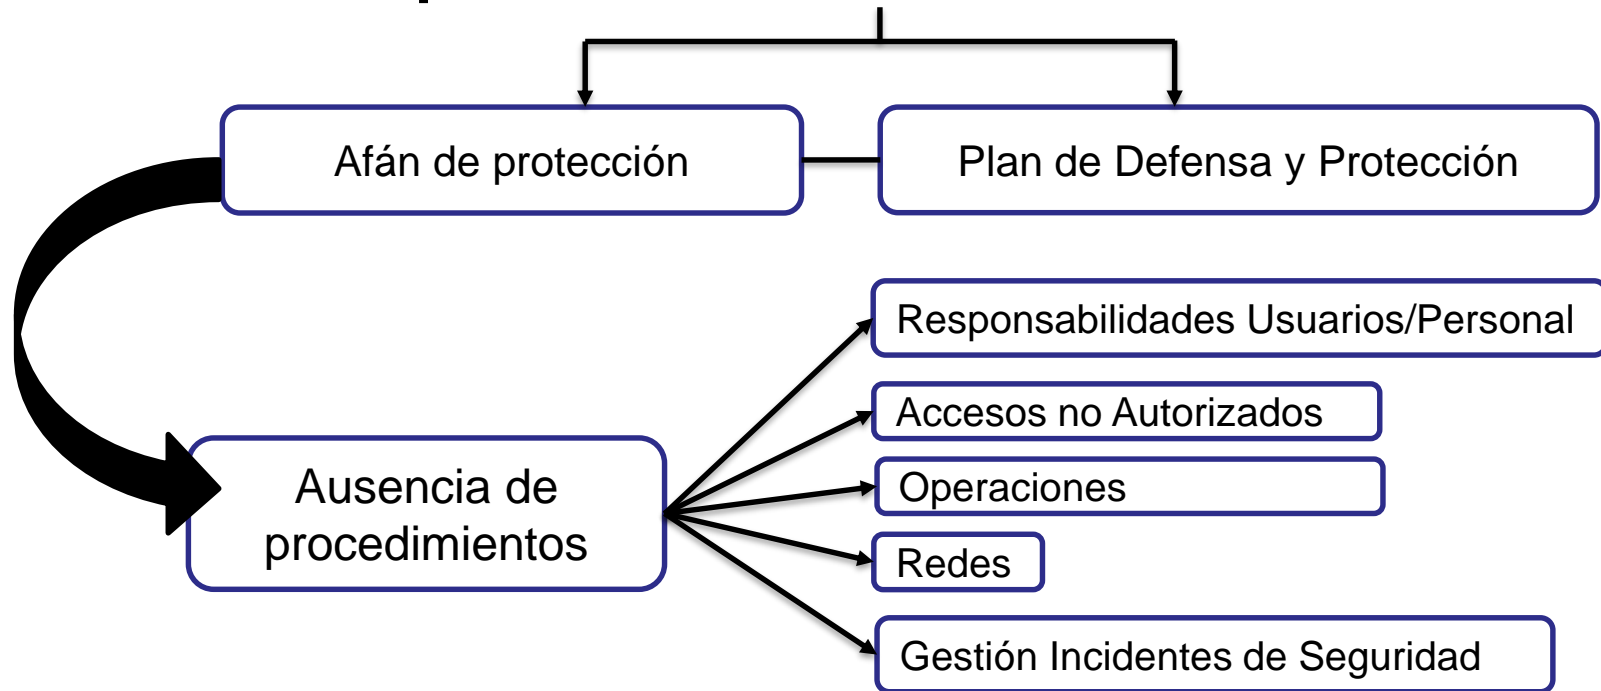 Afán de protección
Plan de Defensa y Protección
Responsabilidades Usuarios/Personal
Accesos no Autorizados
Operaciones
Redes
Gestión Incidentes de Seguridad
Ausencia de
procedimientos